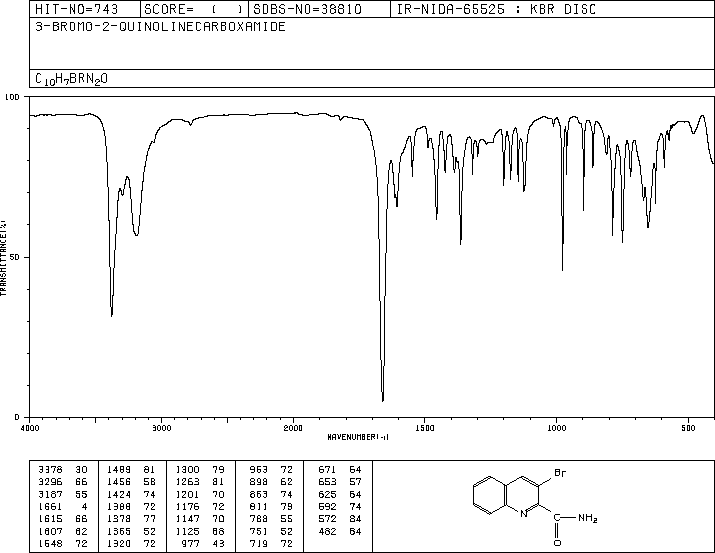 HIT-NO=743 SCORE= ( ) SDBS-NO=38810 IR-NIDA-65525 : KBR DISC
3-BROMO-2-QUINOLINECARBOXAMIDE
C10H7BRN2O
100
50
0
TRANSMITTANCE(%)
4000 3000 2000 1500 1000 500
WAVENUMBER(-1)
3378 30 1489 81 1300 79 963 72 671 64
3296 66 1456 58 1263 81 898 62 653 57
3187 55 1424 74 1201 70 863 74 625 64
1661 4 1388 72 1176 72 811 79 592 74
1615 66 1378 77 1147 70 788 55 572 84
1607 62 1365 52 1125 68 751 52 482 84
1548 72 1320 72 977 43 719 72
Br
N
C
NH2
O